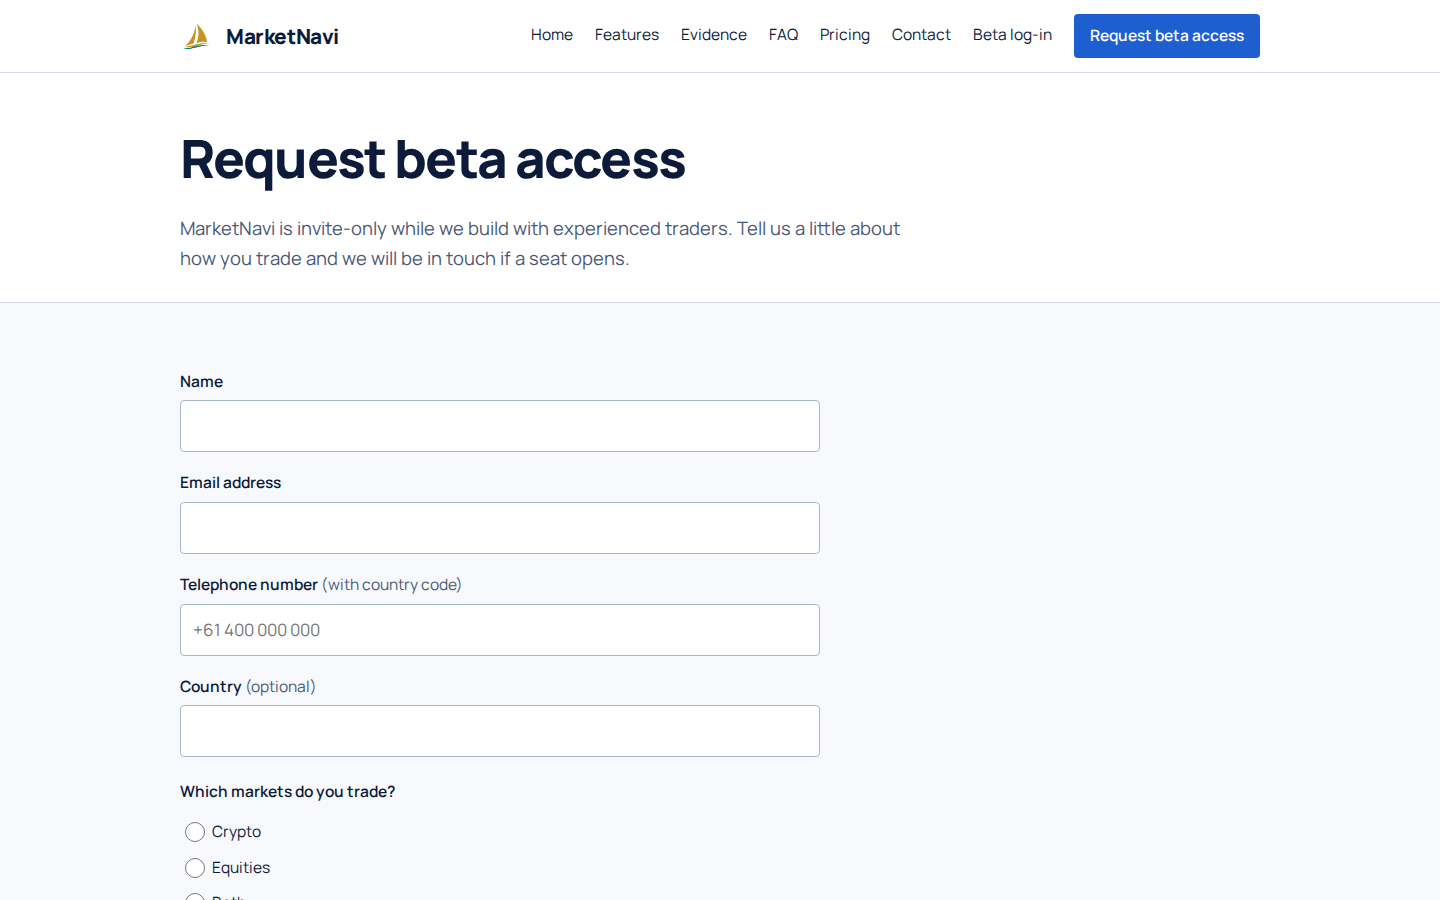 MarketNavi
Home
Features
Evidence
FAQ
Pricing
Contact
Beta log-in
Request beta access
Request beta access
MarketNavi is invite-only while we build with experienced traders. Tell us a little about
how you trade and we will be in touch if a seat opens.
Name
Email address
Telephone number (with country code)
+61 400 000 000
Country (optional)
Which markets do you trade?
Crypto
Equities